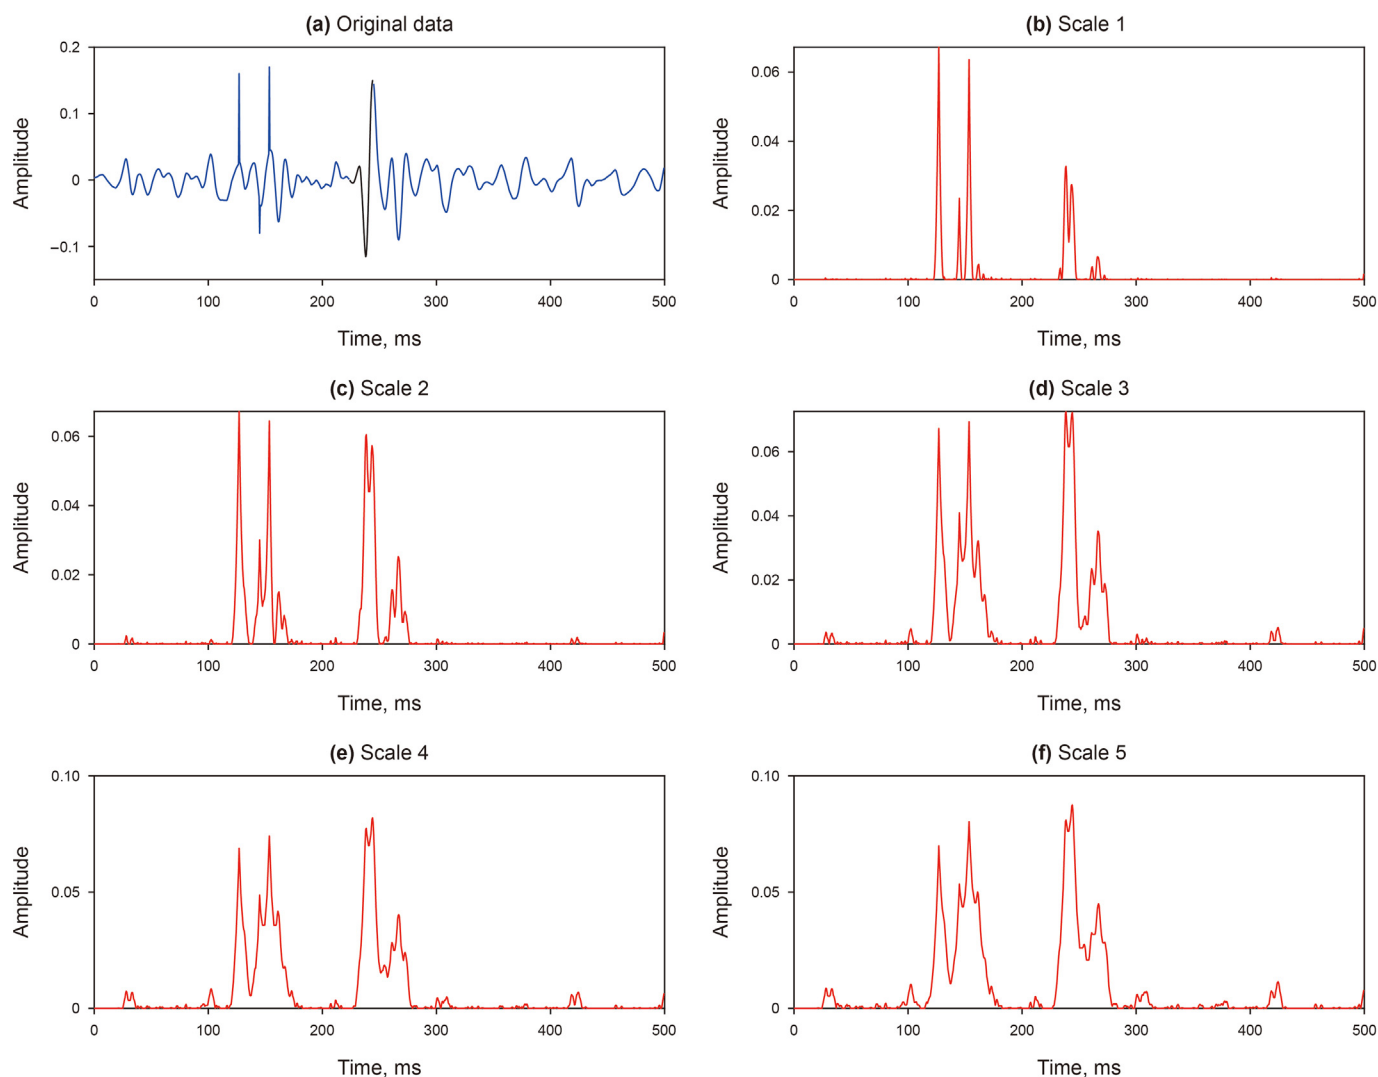 (a) Original data
0.2
0.1
0
–0.1
Amplitude
0 100 200 300 400 500
Time, ms
(b) Scale 1
0.06
0.04
0.02
0
Amplitude
0 100 200 300 400 500
Time, ms
(c) Scale 2
0.06
0.04
0.02
0
Amplitude
0 100 200 300 400 500
Time, ms
(d) Scale 3
0.06
0.04
0.02
0
Amplitude
0 100 200 300 400 500
Time, ms
(e) Scale 4
0.10
0.05
0
Amplitude
0 100 200 300 400 500
Time, ms
(f) Scale 5
0.10
0.05
0
Amplitude
0 100 200 300 400 500
Time, ms